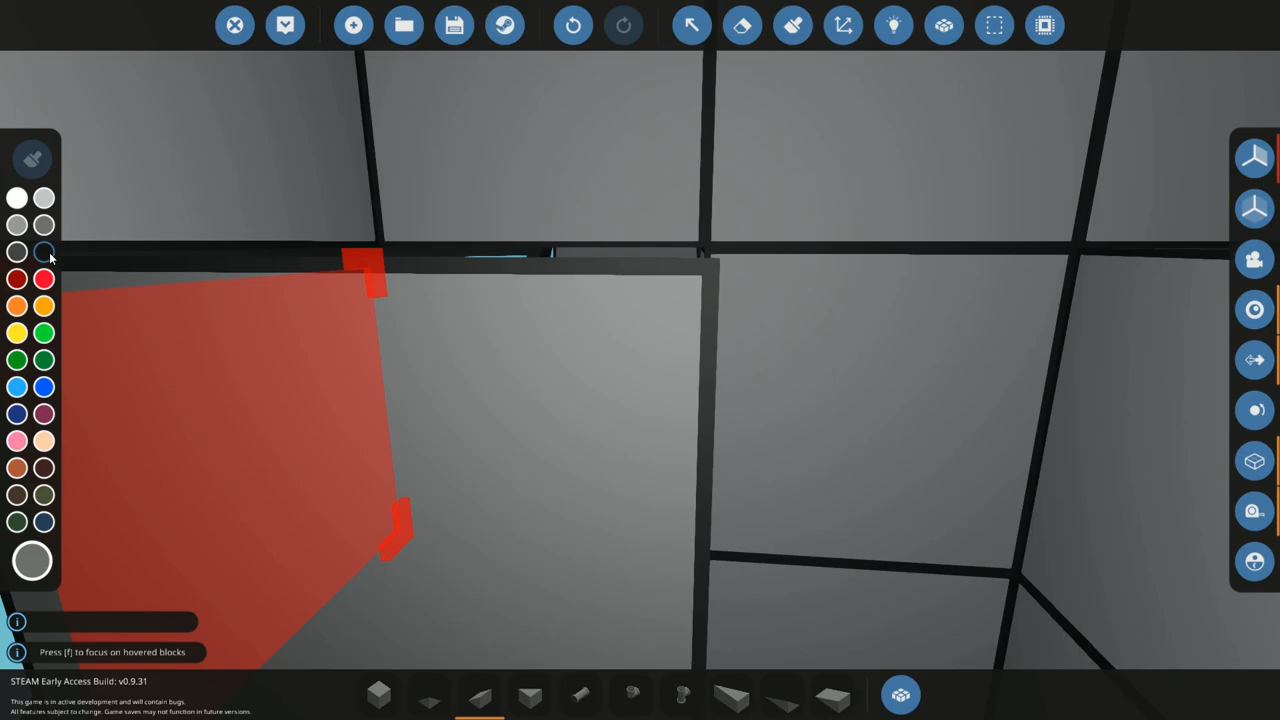 Press [f] to focus on hovered blocks
STEAM Early Access Build: v0.9.31
This game is in active development and will contain bugs.
All features subject to change. Game saves may not function in future versions.